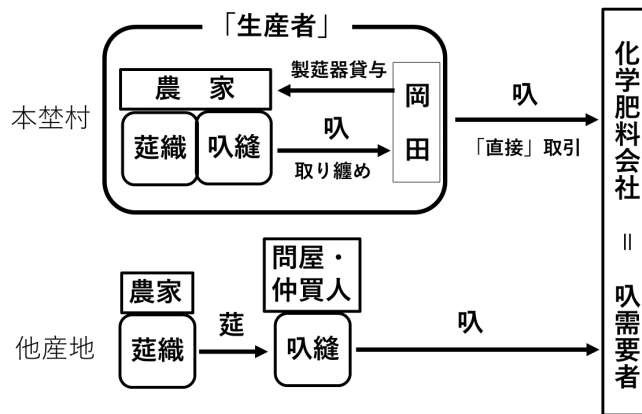 「生産者」
製莚器貸与
農 家
岡田
本埜村
莚織
叺縫
叺
取り纏め
叺
「直接」取引
化学肥料会社 = 叺需要者
問屋・
仲買人
農家
莚
叺
他産地
莚織
叺縫